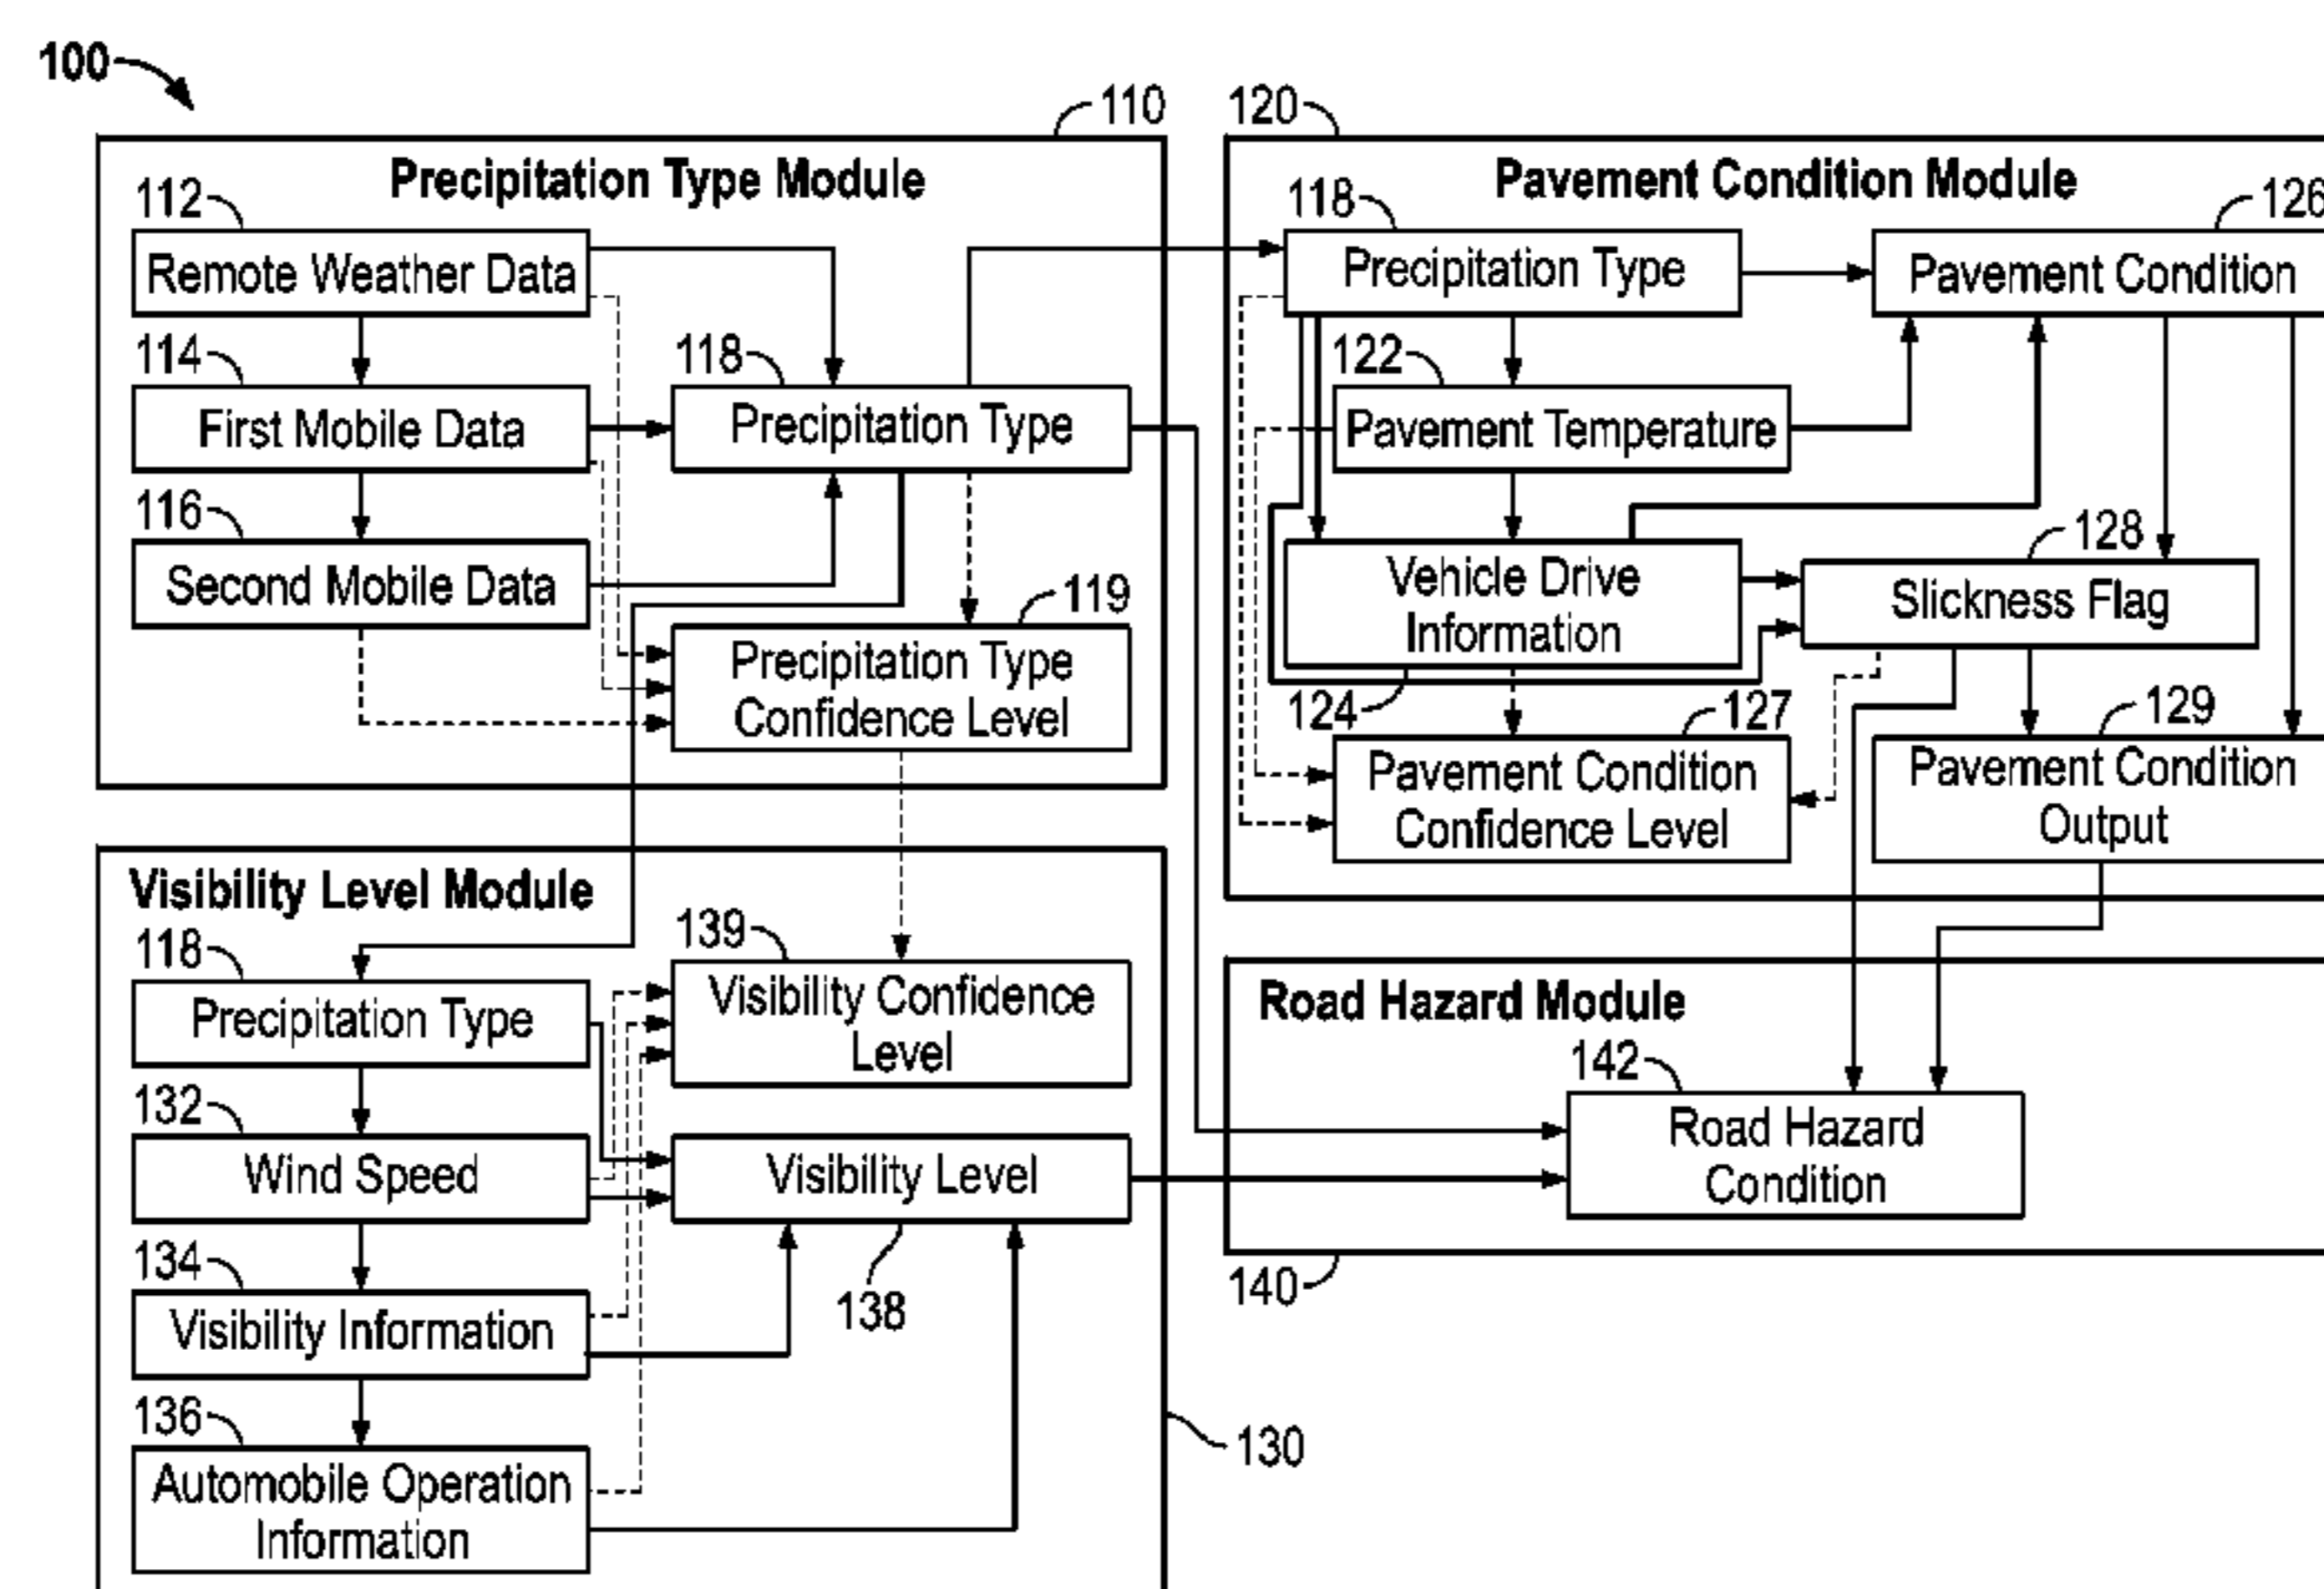 100
110
Precipitation Type Module
112
Remote Weather Data
114
First Mobile Data
116
Second Mobile Data
118
Precipitation Type
119
Precipitation Type
Confidence Level
120
Pavement Condition Module
118
Precipitation Type
126
Pavement Condition
122
Pavement Temperature
Vehicle Drive
Information
124
128
Slickness Flag
127
Pavement Condition
Confidence Level
129
Pavement Condition
Output
Visibility Level Module
118
Precipitation Type
132
Wind Speed
134
Visibility Information
136
Automobile Operation
Information
139
Visibility Confidence
Level
Visibility Level
138
130
Road Hazard Module
142
Road Hazard
Condition
140